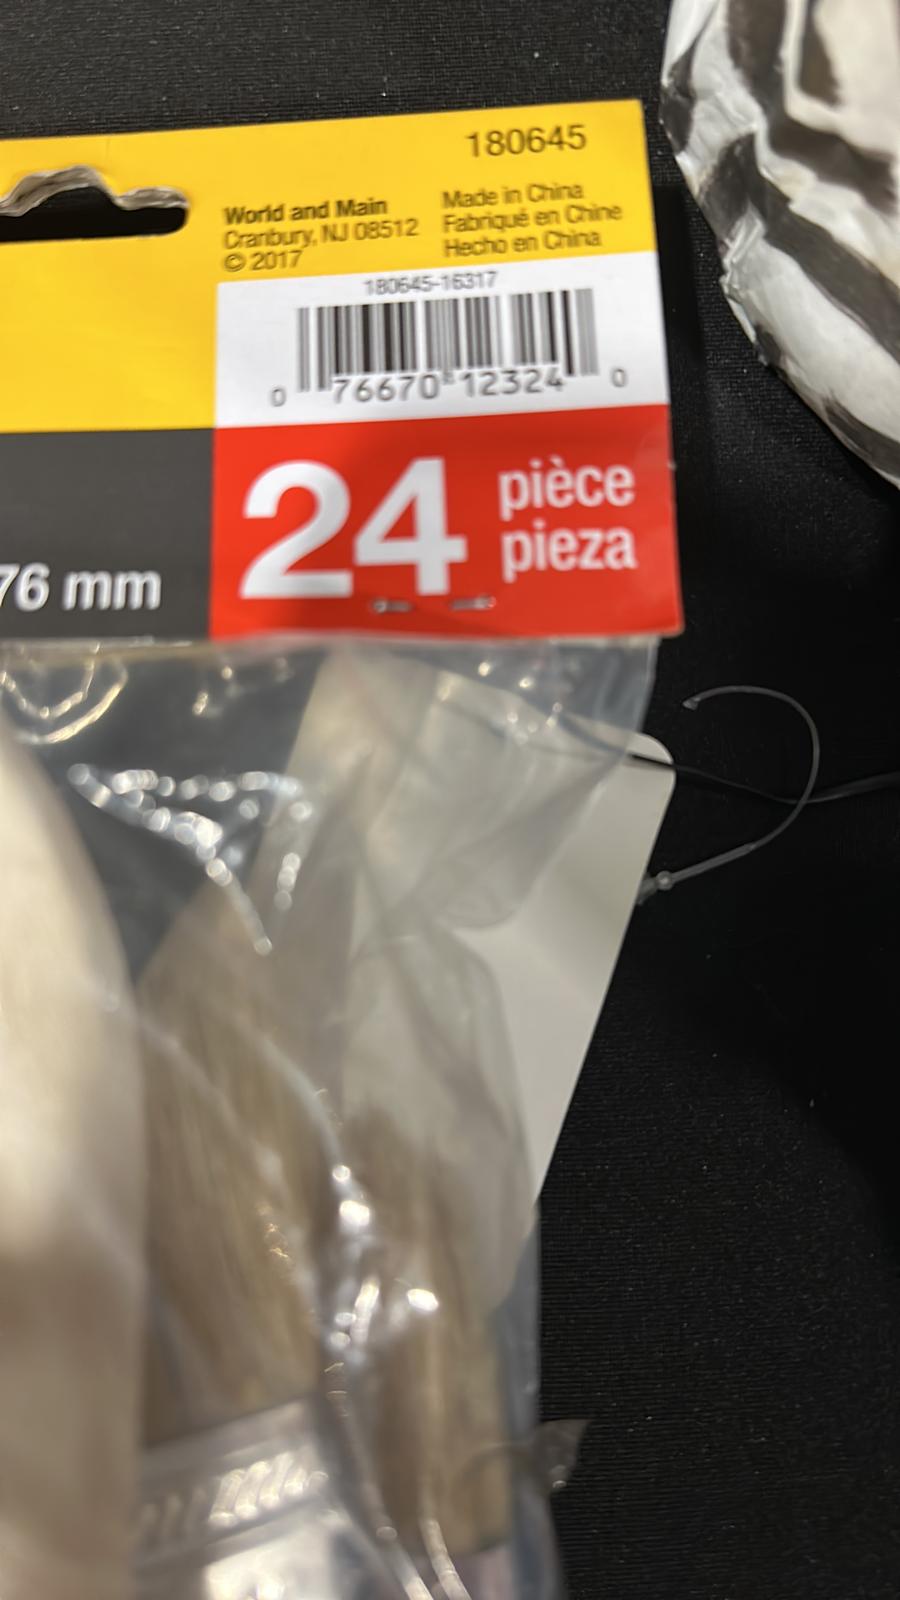 180645
World and Main
Cranbury, NJ 08512
© 2017
Made in China
Fabriqué en Chine
Hecho en China
180645-16317
0 76670 12324 0
24 pièce
pieza
76 mm